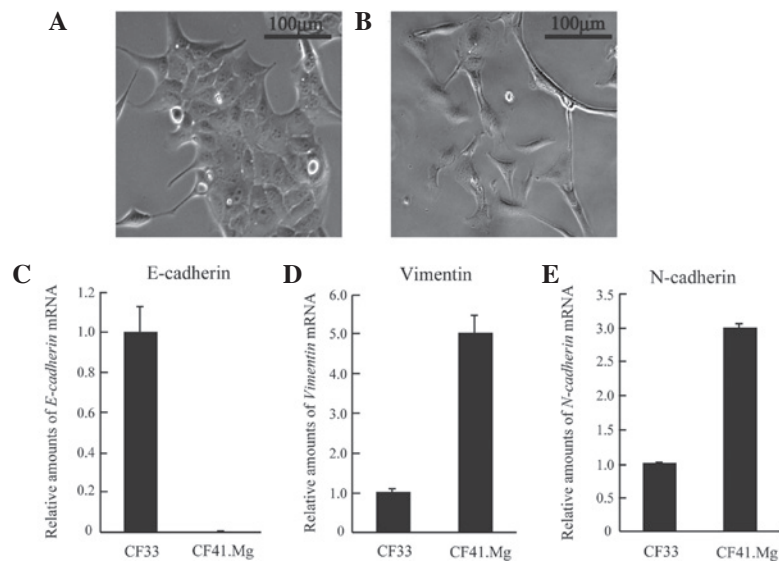 A
100μm
B
100μm
C
E-cadherin
Relative amounts of E-cadherin mRNA
1.2
1.0
0.8
0.6
0.4
0.2
0
CF33 CF41.Mg
D
Vimentin
Relative amounts of Vimentin mRNA
6.0
5.0
4.0
3.0
2.0
1.0
0
CF33 CF41.Mg
E
N-cadherin
Relative amounts of N-cadherin mRNA
3.5
3.0
2.5
2.0
1.5
1.0
0.5
0
CF33 CF41.Mg